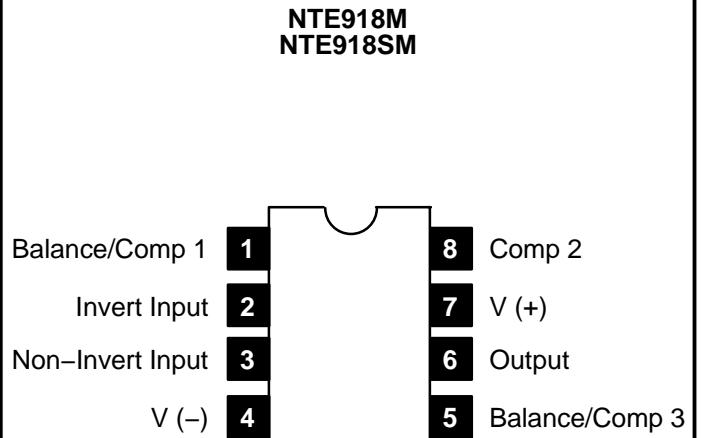 NTE918M
NTE918SM
Balance/Comp 1 1 8 Comp 2
Invert Input 2 7 V (+)
Non−Invert Input 3 6 Output
V (−) 4 5 Balance/Comp 3